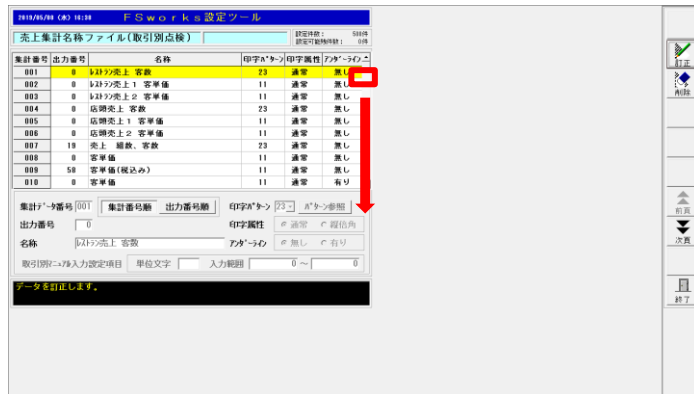 2019/05/08 (水) 16:30 FSworks設定ツール
売上集計名称ファイル(取引別点検) 設定件数: 500件
設定可能残件数: 0件
集計番号 出力番号 名称 印字ﾊﾟﾀｰﾝ 印字属性 ｱﾝﾀﾞｰﾗｲﾝ
001 0 ﾚｽﾄﾗﾝ売上 客数 23 通常 無し
002 0 ﾚｽﾄﾗﾝ売上1 客単価 11 通常 無し
003 0 ﾚｽﾄﾗﾝ売上2 客単価 11 通常 無し
004 0 店頭売上 客数 23 通常 無し
005 0 店頭売上1 客単価 11 通常 無し
006 0 店頭売上2 客単価 11 通常 無し
007 19 売上 組数、客数 23 通常 無し
008 0 客単価 11 通常 無し
009 50 客単価(税込み) 11 通常 無し
010 0 客単価 11 通常 有り
集計ﾃﾞｰﾀ番号 001 集計番号順 出力番号順 印字ﾊﾟﾀｰﾝ 23 ﾊﾟﾀｰﾝ参照
出力番号 0 印字属性 通常 縦倍角
名称 ﾚｽﾄﾗﾝ売上 客数 ｱﾝﾀﾞｰﾗｲﾝ 無し 有り
取引別ﾏﾆｭｱﾙ入力設定項目 単位文字 入力範囲 0 ～ 0
データを訂正します。
訂正
削除
前頁
次頁
終了